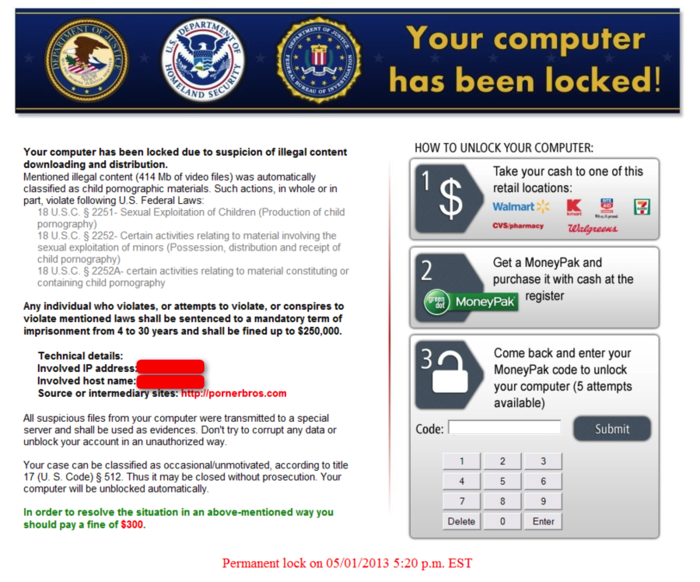 DEPARTMENT OF JUSTICE
U.S. DEPARTMENT OF HOMELAND SECURITY
DEPARTMENT OF JUSTICE
FEDERAL BUREAU OF INVESTIGATION
Your computer
has been locked!
Your computer has been locked due to suspicion of illegal content
downloading and distribution.
Mentioned illegal content (414 Mb of video files) was automatically
classified as child pornographic materials. Such actions, in whole or in
part, violate following U.S. Federal Laws:
18 U.S.C. § 2251- Sexual Exploitation of Children (Production of child
pornography)
18 U.S.C. § 2252- Certain activities relating to material involving the
sexual exploitation of minors (Possession, distribution and receipt of
child pornography)
18 U.S.C. § 2252A- certain activities relating to material constituting or
containing child pornography
Any individual who violates, or attempts to violate, or conspires to
violate mentioned laws shall be sentenced to a mandatory term of
imprisonment from 4 to 30 years and shall be fined up to $250,000.
Technical details:
Involved IP address:
Involved host name:
Source or intermediary sites: http://pornerbros.com
All suspicious files from your computer were transmitted to a special
server and shall be used as evidences. Don't try to corrupt any data or
unblock your account in an unauthorized way.
Your case can be classified as occasional/unmotivated, according to title
17 (U. S. Code) § 512. Thus it may be closed without prosecution. Your
computer will be unblocked automatically.
In order to resolve the situation in an above-mentioned way you
should pay a fine of $300.
HOW TO UNLOCK YOUR COMPUTER:
1 $
Take your cash to one of this
retail locations:
Walmart
K
kmart
7
CVS/pharmacy
Walgreens
2
Get a MoneyPak and
purchase it with cash at the
register
green dot MoneyPak
3
Come back and enter your
MoneyPak code to unlock
your computer (5 attempts
available)
Code:
Submit
1 2 3
4 5 6
7 8 9
Delete 0 Enter
Permanent lock on 05/01/2013 5:20 p.m. EST